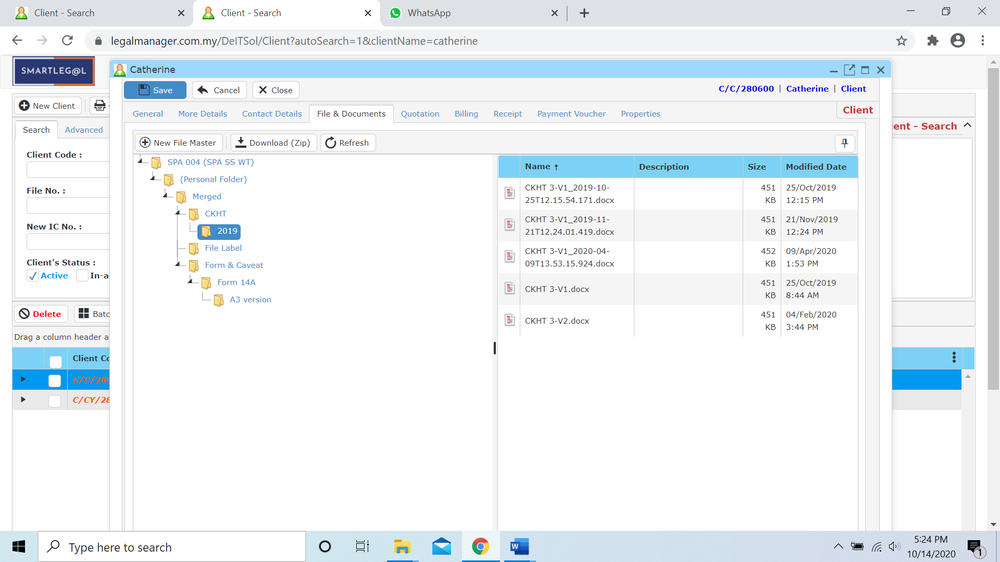 Client - Search
Client - Search
WhatsApp
legalmanager.com.my/DeITSol/Client?autoSearch=1&clientName=catherine
SMARTLEG@L
Catherine
Save
Cancel
Close
C/C/280600 | Catherine | Client
New Client
General
More Details
Contact Details
File & Documents
Quotation
Billing
Receipt
Payment Voucher
Properties
Client
Search
Advanced
ent - Search
New File Master
Download (Zip)
Refresh
Client Code :
File No. :
New IC No. :
Client's Status :
Active
In-a
SPA 004 (SPA SS WT)
(Personal Folder)
Merged
CKHT
2019
File Label
Form & Caveat
Form 14A
A3 version
Name ↑ Description Size Modified Date
CKHT 3-V1_2019-10-
25T12.15.54.171.docx
451
KB
25/Oct/2019
12:15 PM
CKHT 3-V1_2019-11-
21T12.24.01.419.docx
451
KB
21/Nov/2019
12:24 PM
CKHT 3-V1_2020-04-
09T13.53.15.924.docx
452
KB
09/Apr/2020
1:53 PM
CKHT 3-V1.docx
451
KB
25/Oct/2019
8:44 AM
CKHT 3-V2.docx
451
KB
04/Feb/2020
3:44 PM
Delete
Batc
Drag a column header a
Client Co
C/C/280
C/CY/28
Type here to search
5:24 PM
10/14/2020
1